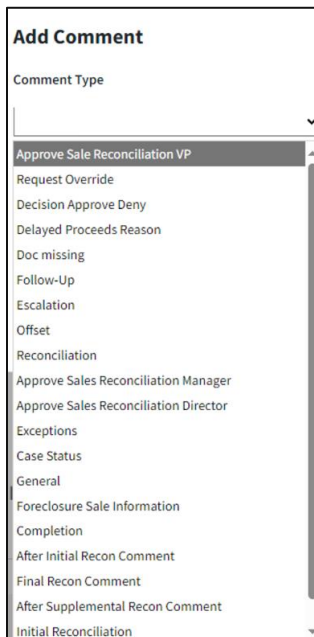 Add Comment
Comment Type
Approve Sale Reconciliation VP
Request Override
Decision Approve Deny
Delayed Proceeds Reason
Doc missing
Follow-Up
Escalation
Offset
Reconciliation
Approve Sales Reconciliation Manager
Approve Sales Reconciliation Director
Exceptions
Case Status
General
Foreclosure Sale Information
Completion
After Initial Recon Comment
Final Recon Comment
After Supplemental Recon Comment
Initial Reconciliation